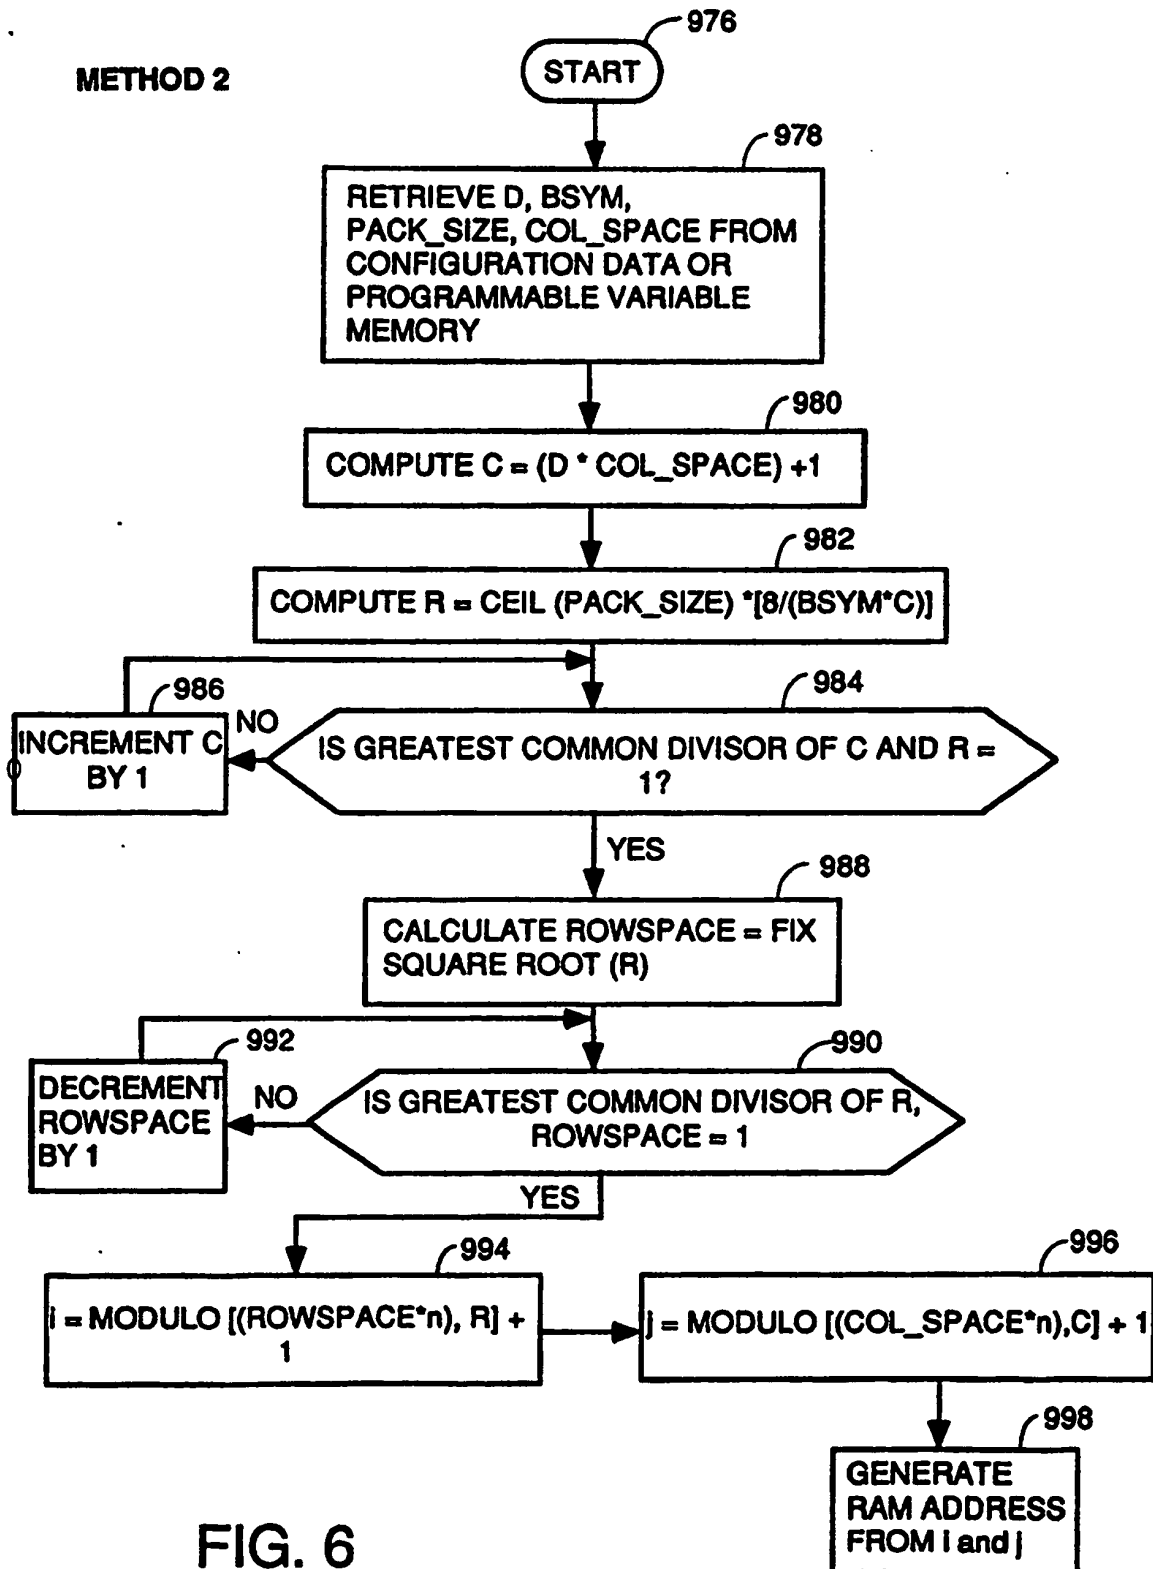 976
METHOD 2
START
978
RETRIEVE D, BSYM,
PACK_SIZE, COL_SPACE FROM
CONFIGURATION DATA OR
PROGRAMMABLE VARIABLE
MEMORY
980
COMPUTE C = (D * COL_SPACE) +1
982
COMPUTE R = CEIL (PACK_SIZE) *[8/(BSYM*C)]
984
986
NO
INCREMENT C
BY 1
IS GREATEST COMMON DIVISOR OF C AND R =
1?
YES
988
CALCULATE ROWSPACE = FIX
SQUARE ROOT (R)
992
990
DECREMENT
ROWSPACE
BY 1
NO
IS GREATEST COMMON DIVISOR OF R,
ROWSPACE = 1
YES
994
996
i = MODULO [(ROWSPACE*n), R] +
1
j = MODULO [(COL_SPACE*n),C] + 1
998
GENERATE
RAM ADDRESS
FROM i and j
FIG. 6